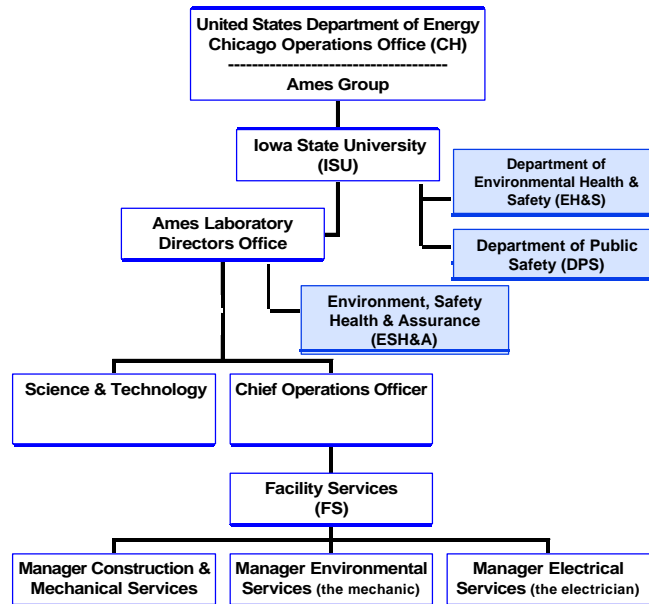 United States Department of Energy
Chicago Operations Office (CH)
------------------------------------
Ames Group
Iowa State University
(ISU)
Department of
Environmental Health &
Safety (EH&S)
Ames Laboratory
Directors Office
Department of Public
Safety (DPS)
Environment, Safety
Health & Assurance
(ESH&A)
Science & Technology
Chief Operations Officer
Facility Services
(FS)
Manager Construction &
Mechanical Services
Manager Environmental
Services (the mechanic)
Manager Electrical
Services (the electrician)